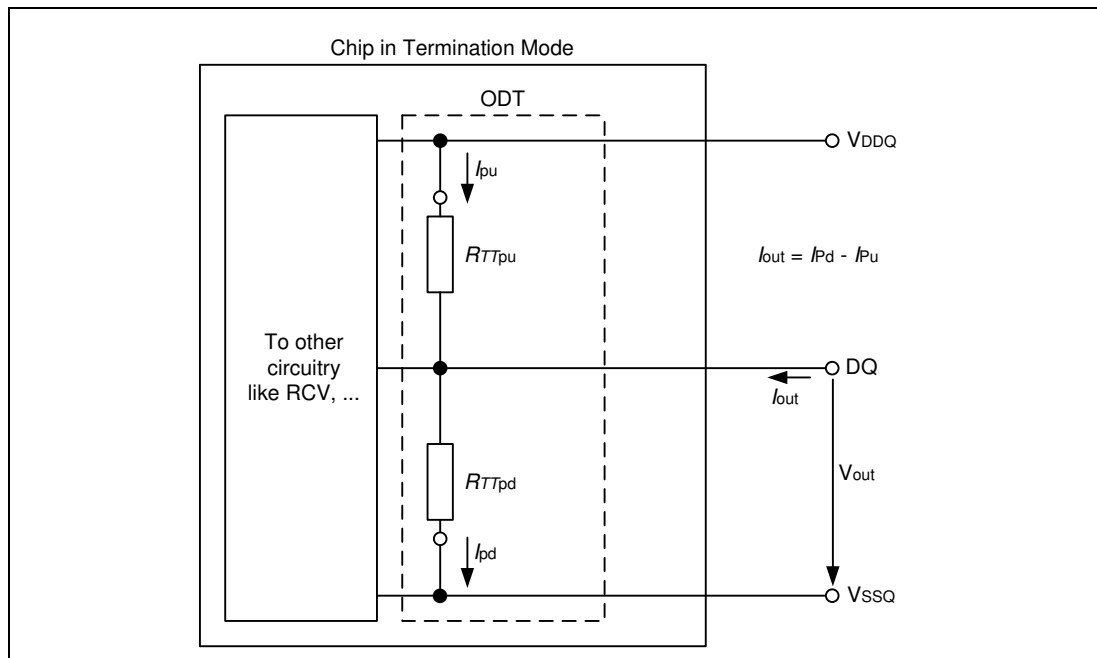 Chip in Termination Mode
ODT
VDDQ
Ipu
RTTpu
Iout = IPd - IPu
To other
circuitry
like RCV, ...
DQ
Iout
RTTpd
Vout
Ipd
VSSQ